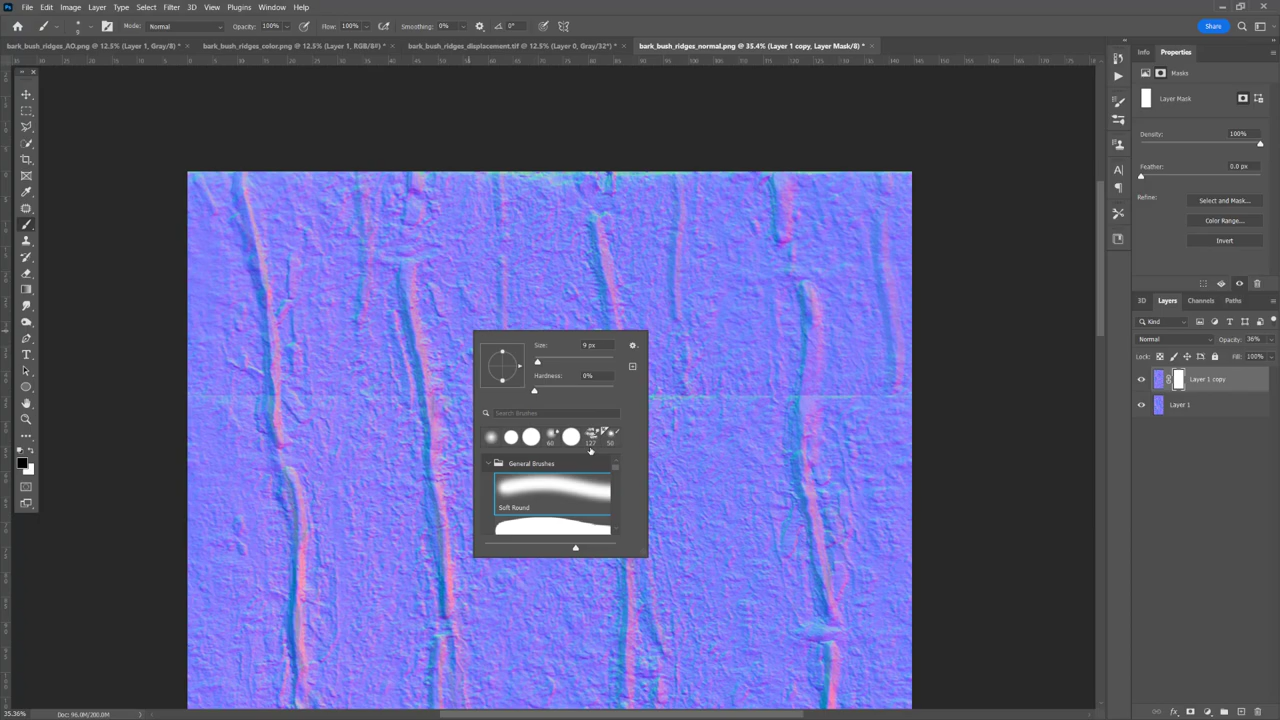 File Edit Image Layer Type Select Filter 3D View Plugins Window Help
Mode: Normal Opacity: 100% Flow: 100% Smoothing: 0% 0° Share
bark_bush_ridges_AO.png @ 12.5% (Layer 1, Gray/8) * × bark_bush_ridges_color.png @ 12.5% (Layer 1, RGB/8#) * × bark_bush_ridges_displacement.tif @ 12.5% (Layer 0, Gray/32*) × bark_bush_ridges_normal.png @ 35.4% (Layer 1 copy, Layer Mask/8) * ×
Info Properties
Masks
Layer Mask
Density: 100%
Feather: 0.0 px
Refine: Select and Mask...
Color Range...
Invert
3D Layers Channels Paths
Kind
Normal Opacity: 36%
Lock: Fill: 100%
Layer 1 copy
Layer 1
Size: 9 px
Hardness: 0%
Search Brushes
60 127 50
General Brushes
Soft Round
35.36% Doc: 96.0M/200.0M